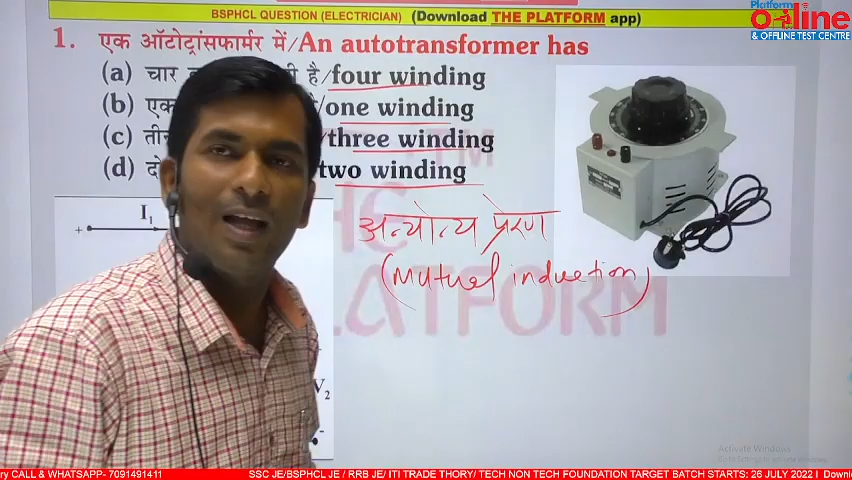 BSPHCL QUESTION (ELECTRICIAN) (Download THE PLATFORM app)
Platform
online
& OFFLINE TEST CENTRE
1. एक ऑटोट्रांसफार्मर में/An autotransformer has
(a) चार है/four winding
(b) एक /one winding
(c) /three winding
(d) two winding
I1
+
अन्योन्य प्रेरण
(Mutual induction)
THE
PLATFORM
TM
V2
Activate Windows
CALL & WHATSAPP- 7091491411 SSC JE/BSPHCL JE / RRB JE/ ITI TRADE THORY/ TECH NON TECH FOUNDATION TARGET BATCH STARTS: 26 JULY 2022 I